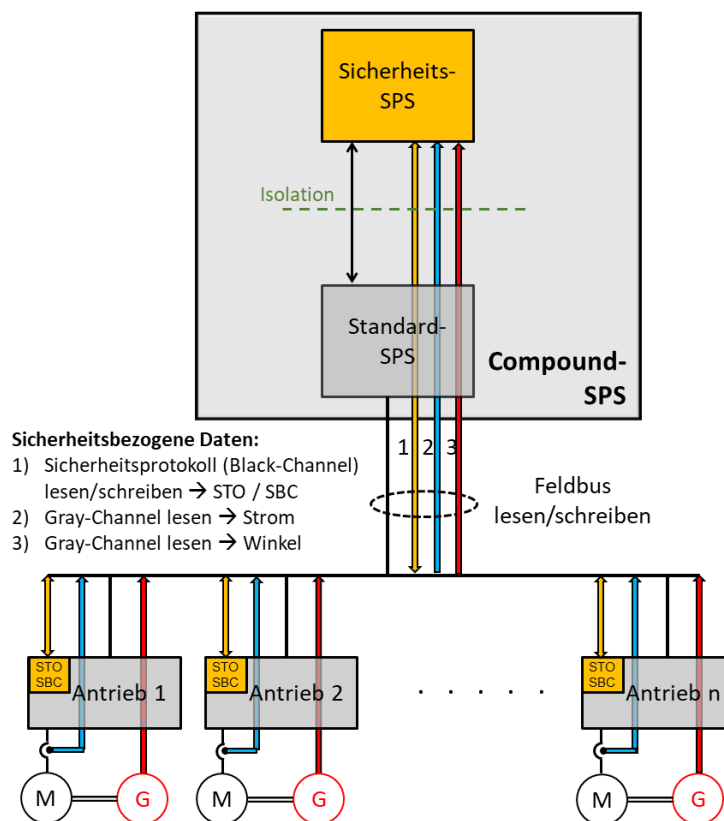 Sicherheits-
SPS
Isolation
Standard-
SPS
Compound-
SPS
Sicherheitsbezogene Daten:
1) Sicherheitsprotokoll (Black-Channel)
lesen/schreiben → STO / SBC
2) Gray-Channel lesen → Strom
3) Gray-Channel lesen → Winkel
1 2 3
Feldbus
lesen/schreiben
STO
SBC
Antrieb 1
M G
STO
SBC
Antrieb 2
M G
. . . . .
STO
SBC
Antrieb n
M G